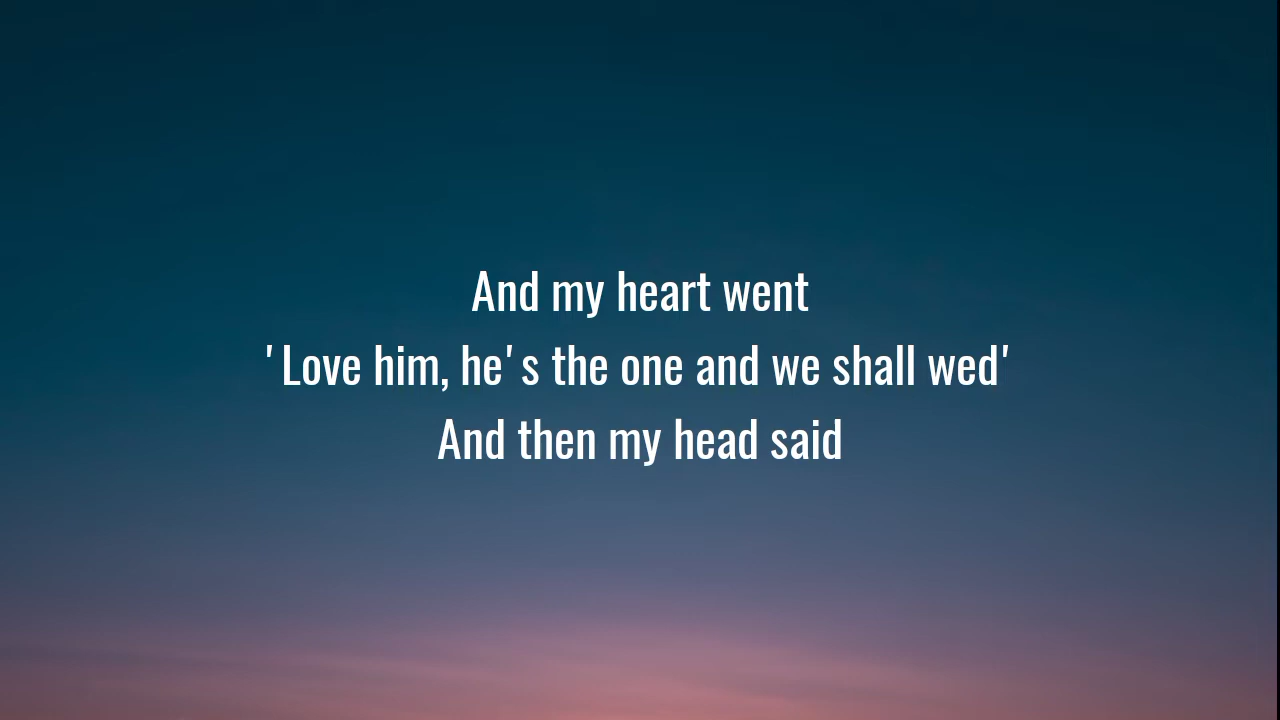 And my heart went
'Love him, he's the one and we shall wed'
And then my head said